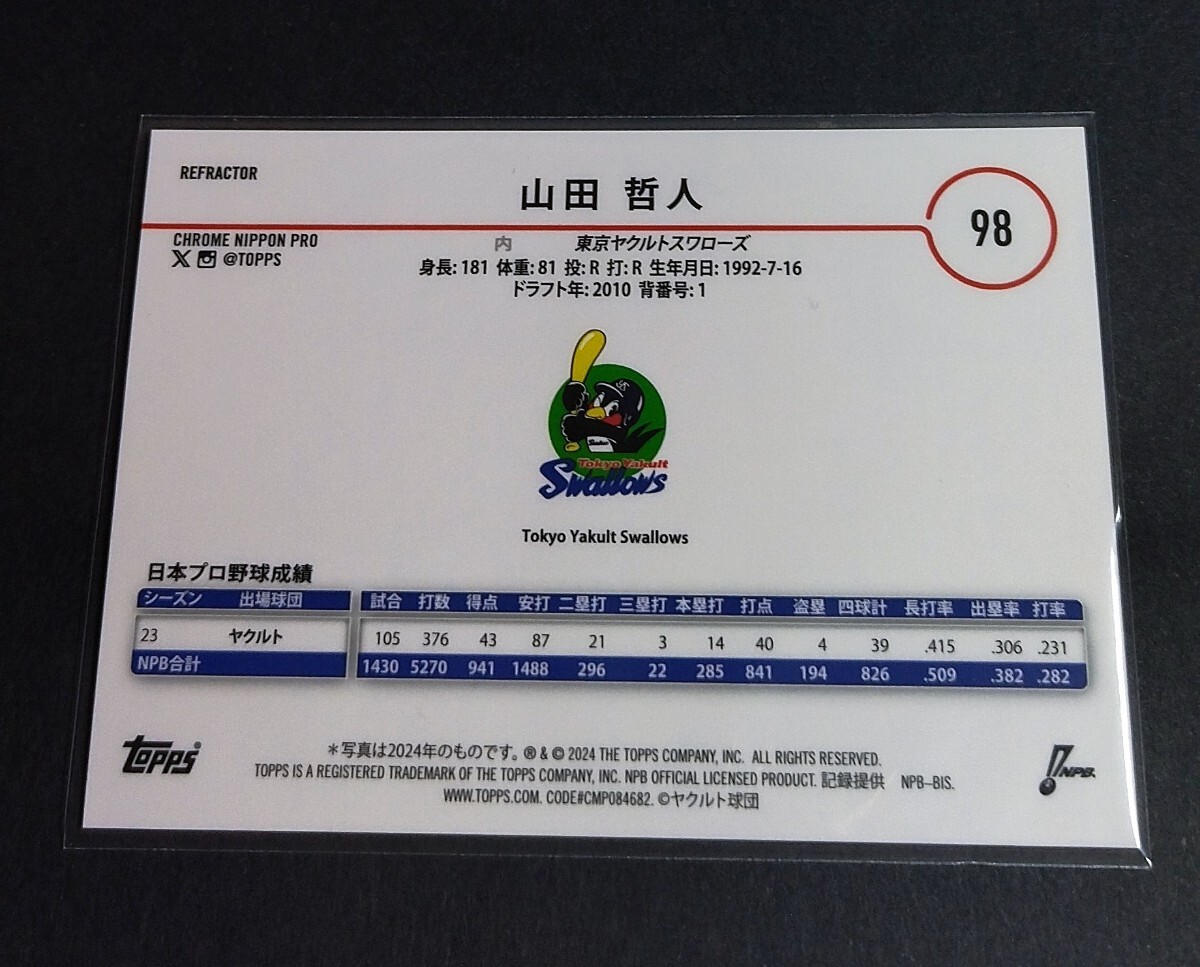 REFRACTOR
山田 哲人
98
CHROME NIPPON PRO
@TOPPS
内 東京ヤクルトスワローズ
身長: 181 体重: 81 投: R 打: R 生年月日: 1992-7-16
ドラフト年: 2010 背番号: 1
Tokyo Yakult
Swallows
Tokyo Yakult Swallows
日本プロ野球成績
シーズン 出場球団 試合 打数 得点 安打 二塁打 三塁打 本塁打 打点 盗塁 四球計 長打率 出塁率 打率
23 ヤクルト 105 376 43 87 21 3 14 40 4 39 .415 .306 .231
NPB合計 1430 5270 941 1488 296 22 285 841 194 826 .509 .382 .282
topps®
*写真は2024年のものです。® & © 2024 THE TOPPS COMPANY, INC. ALL RIGHTS RESERVED.
TOPPS IS A REGISTERED TRADEMARK OF THE TOPPS COMPANY, INC. NPB OFFICIAL LICENSED PRODUCT. 記録提供 NPB-BIS.
WWW.TOPPS.COM. CODE#CMP084682. ©ヤクルト球団
NPB.